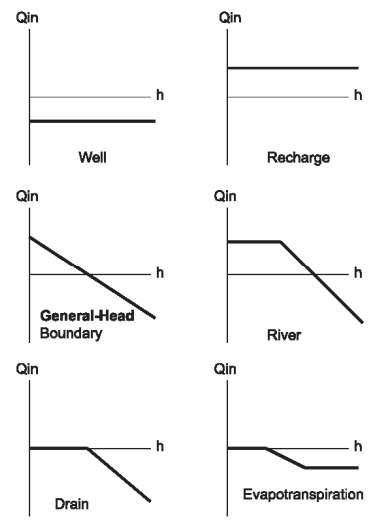 Qin
h
Well
Qin
h
Recharge
Qin
h
General-Head
Boundary
Qin
h
River
Qin
h
Drain
Qin
h
Evapotranspiration